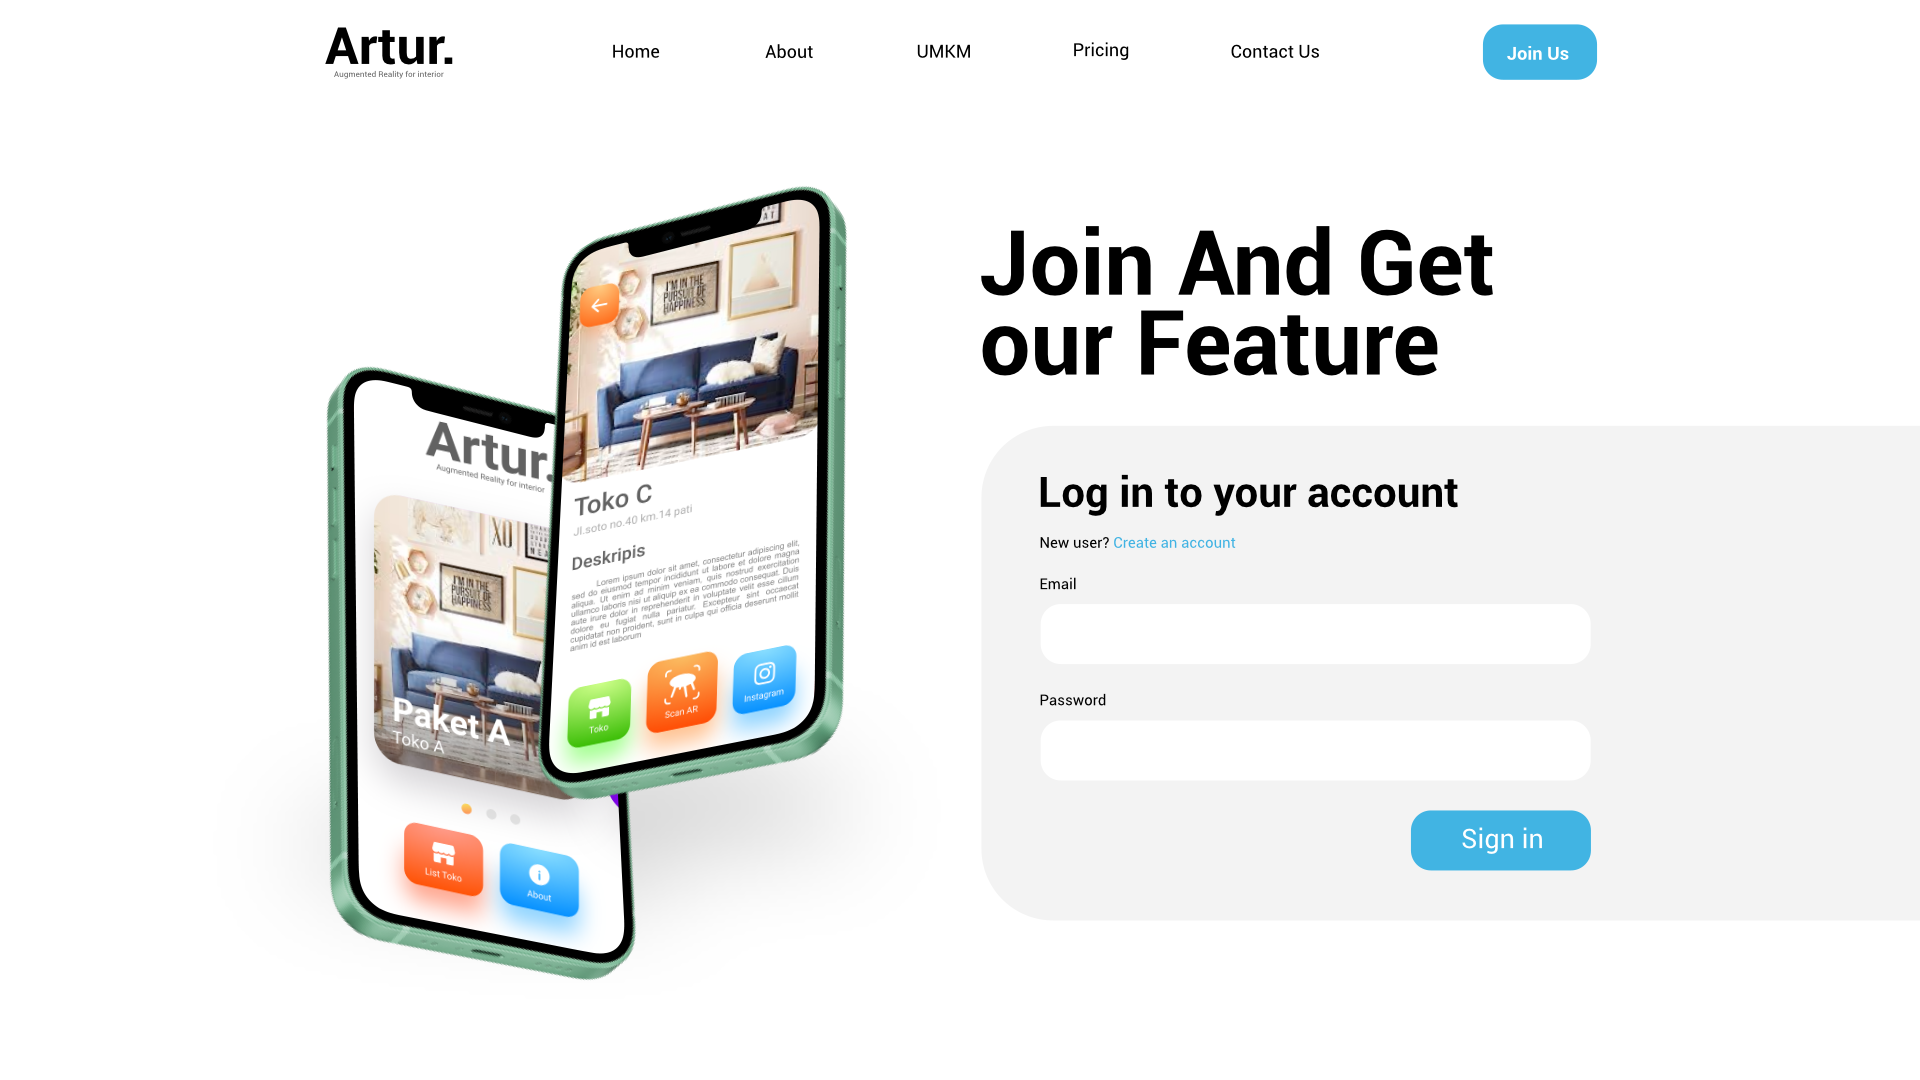 Artur.
Augmented Reality for interior
Home
About
UMKM
Pricing
Contact Us
Join Us
Join And Get
our Feature
Log in to your account
New user? Create an account
Email
Password
Sign in
I'M IN THE
PURSUIT OF
HAPPINESS
Toko C
Jl.soto no.40 km.14 pati
Deskripis
Lorem ipsum dolor sit amet, consectetur adipiscing elit,
sed do eiusmod tempor incididunt ut labore et dolore magna
aliqua. Ut enim ad minim veniam, quis nostrud exercitation
ullamco laboris nisi ut aliquip ex ea commodo consequat. Duis
aute irure dolor in reprehenderit in voluptate velit esse cillum
dolore eu fugiat nulla pariatur. Excepteur sint occaecat
cupidatat non proident, sunt in culpa qui officia deserunt mollit
anim id est laborum
Toko
Scan AR
Instagram
Artur.
Augmented Reality for interior
XO
I'M IN THE
PURSUIT OF
HAPPINESS
Paket A
Toko A
List Toko
About